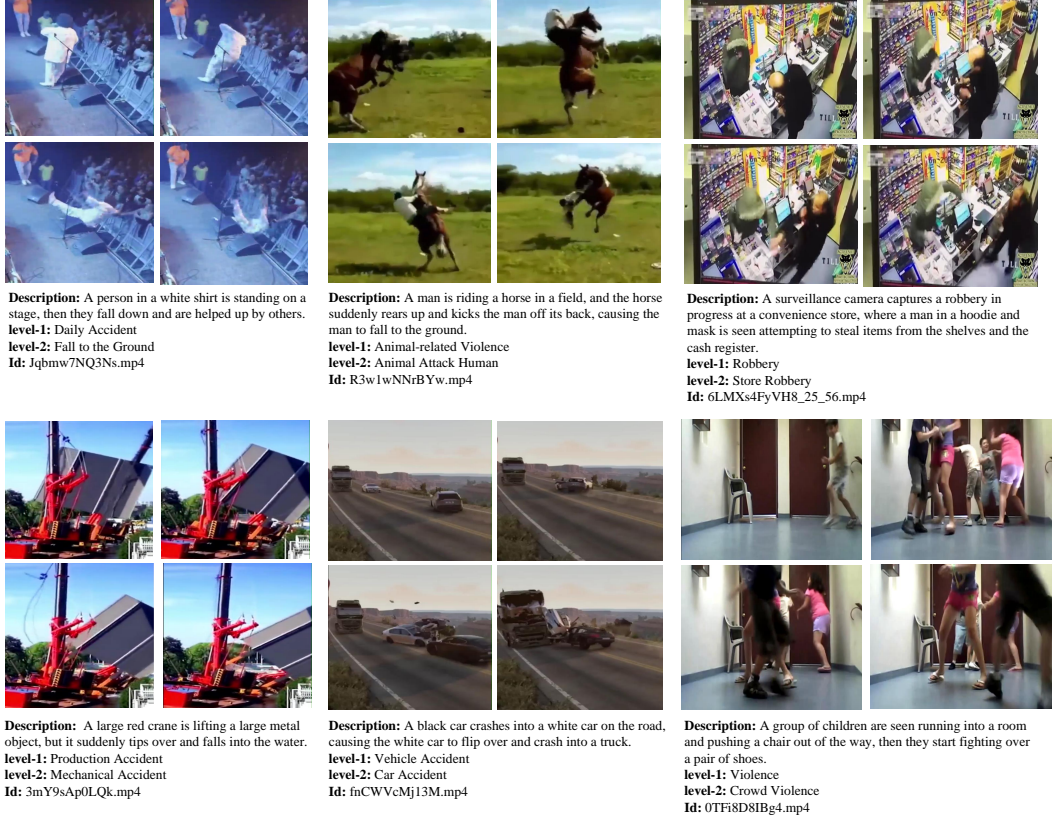 TILL
Description: A person in a white shirt is standing on a
stage, then they fall down and are helped up by others.
level-1: Daily Accident
level-2: Fall to the Ground
Id: Jqbmw7NQ3Ns.mp4
Description: A man is riding a horse in a field, and the horse
suddenly rears up and kicks the man off its back, causing the
man to fall to the ground.
level-1: Animal-related Violence
level-2: Animal Attack Human
Id: R3w1wNNrBYw.mp4
Description: A surveillance camera captures a robbery in
progress at a convenience store, where a man in a hoodie and
mask is seen attempting to steal items from the shelves and the
cash register.
level-1: Robbery
level-2: Store Robbery
Id: 6LMXs4FyVH8_25_56.mp4
Description: A large red crane is lifting a large metal
object, but it suddenly tips over and falls into the water.
level-1: Production Accident
level-2: Mechanical Accident
Id: 3mY9sAp0LQk.mp4
Description: A black car crashes into a white car on the road,
causing the white car to flip over and crash into a truck.
level-1: Vehicle Accident
level-2: Car Accident
Id: fnCWVcMj13M.mp4
Description: A group of children are seen running into a room
and pushing a chair out of the way, then they start fighting over
a pair of shoes.
level-1: Violence
level-2: Crowd Violence
Id: 0TFi8D8IBg4.mp4